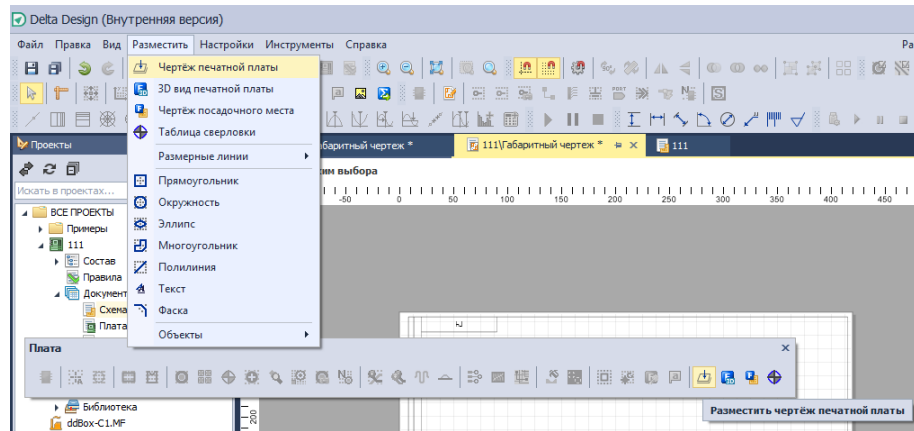 Delta Design (Внутренняя версия)
Файл Правка Вид Разместить Настройки Инструменты Справка Ра
Чертёж печатной платы
3D вид печатной платы
Чертёж посадочного места
Таблица сверловки
Размерные линии
Прямоугольник
Окружность
Эллипс
Многоугольник
Полилиния
Текст
Фаска
Объекты
Проекты
абаритный чертеж *
111\Габаритный чертеж *
111
Искать в проектах...
им выбора
-50 0 50 100 150 200 250 300 350 400 450
ВСЕ ПРОЕКТЫ
Примеры
111
Состав
Правила
Документ
Схема
Плата
Плата
Разместить чертёж печатной платы
Библиотека
ddBox-C1.MF
200